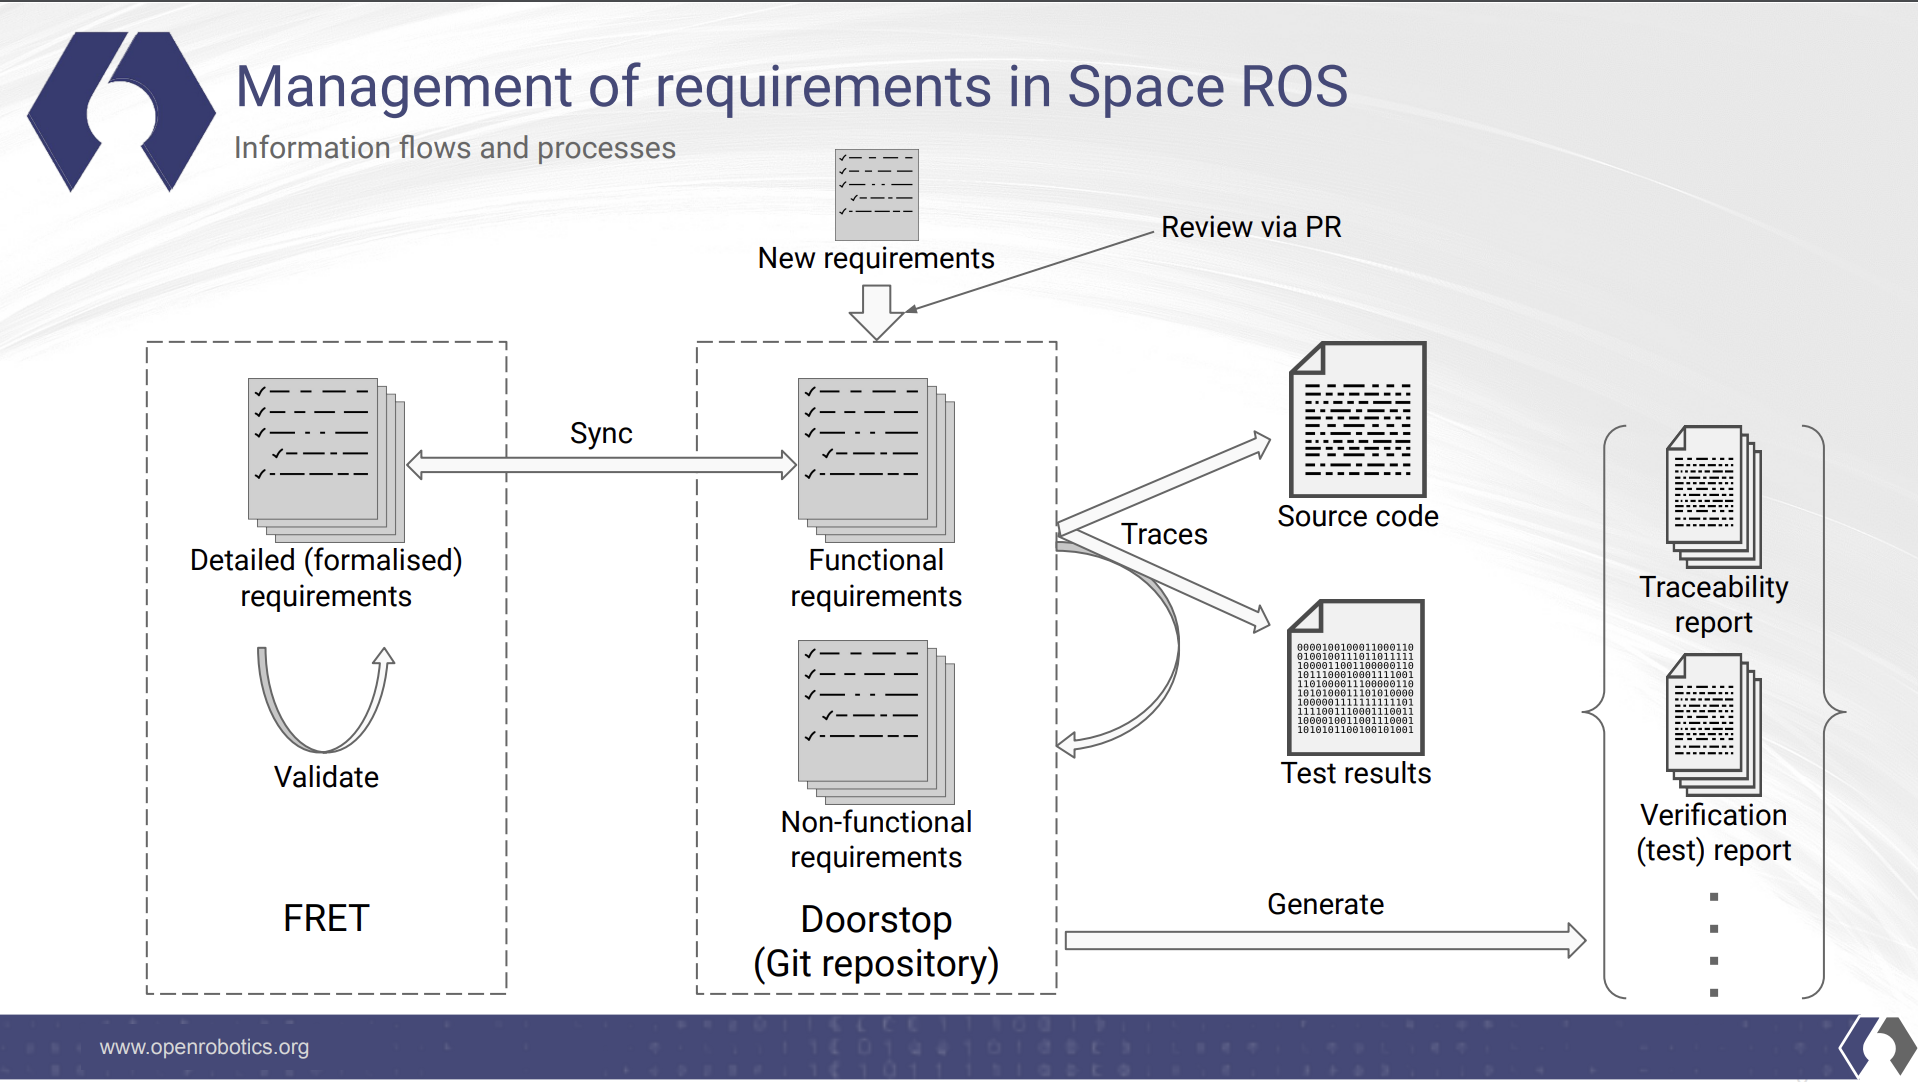 Management of requirements in Space ROS
Information flows and processes
New requirements
Review via PR
Sync
Detailed (formalised)
requirements
Validate
FRET
Functional
requirements
Non-functional
requirements
Doorstop
(Git repository)
Traces
Source code
0000100100011000110
0100100111011011111
1000011001100000110
1011100010001111001
1101000011100000110
1010100011101010000
1000001111111111101
1111001110001110011
1000010011001110001
1010101100100101001
Test results
Generate
Traceability
report
Verification
(test) report
www.openrobotics.org